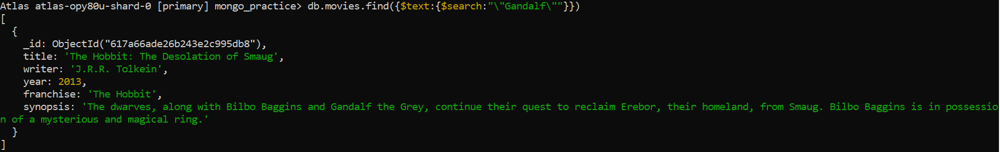 Atlas atlas-opy80u-shard-0 [primary] mongo_practice> db.movies.find({$text:{$search:"\"Gandalf\""}})
[
  {
    _id: ObjectId("617a66ade26b243e2c995db8"),
    title: 'The Hobbit: The Desolation of Smaug',
    writer: 'J.R.R. Tolkein',
    year: 2013,
    franchise: 'The Hobbit',
    synopsis: 'The dwarves, along with Bilbo Baggins and Gandalf the Grey, continue their quest to reclaim Erebor, their homeland, from Smaug. Bilbo Baggins is in possessio
n of a mysterious and magical ring.'
  }
]